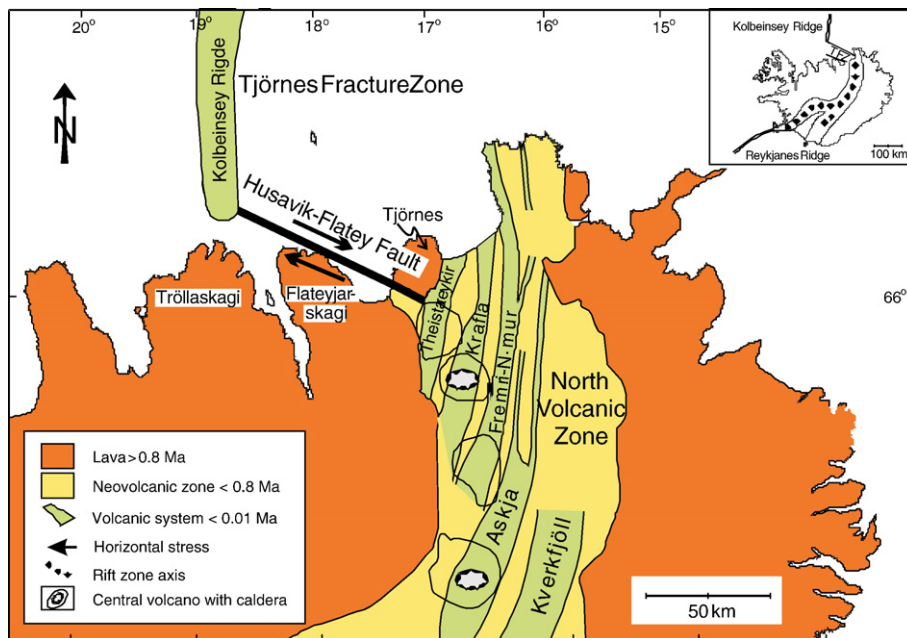 20°
19°
18°
17°
16°
15°
Kolbeinsey Ridge
TFZ
Reykjanes Ridge
100 km
N
Kolbeinsey Rigde
Tjörnes Fracture Zone
Husavik-Flatey Fault
Tjörnes
66°
Tröllaskagi
Flateyjar-
skagi
Theistareykir
Krafla
Fremri-N-mur
North
Volcanic
Zone
Askja
Kverkfjöll
Lava>0.8 Ma
Neovolcanic zone < 0.8 Ma
Volcanic system < 0.01 Ma
Horizontal stress
Rift zone axis
Central volcano with caldera
50 km